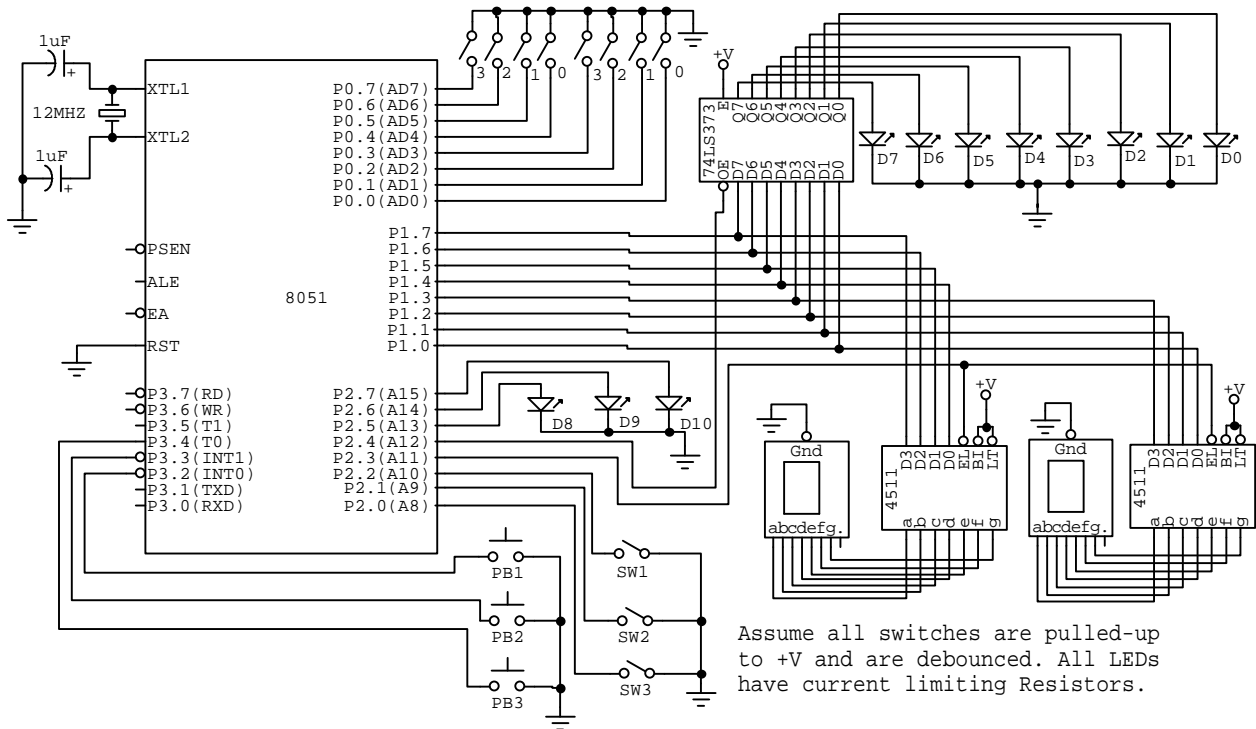 1uF
+
12MHZ
1uF
+
XTL1
XTL2
PSEN
ALE
EA
RST
P3.7(RD)
P3.6(WR)
P3.5(T1)
P3.4(T0)
P3.3(INT1)
P3.2(INT0)
P3.1(TXD)
P3.0(RXD)
8051
P0.7(AD7)
P0.6(AD6)
P0.5(AD5)
P0.4(AD4)
P0.3(AD3)
P0.2(AD2)
P0.1(AD1)
P0.0(AD0)
P1.7
P1.6
P1.5
P1.4
P1.3
P1.2
P1.1
P1.0
P2.7(A15)
P2.6(A14)
P2.5(A13)
P2.4(A12)
P2.3(A11)
P2.2(A10)
P2.1(A9)
P2.0(A8)
3 2 1 0 3 2 1 0
+V
74LS373
E Q7 Q6 Q5 Q4 Q3 Q2 Q1 Q0
OE D7 D6 D5 D4 D3 D2 D1 D0
D7 D6 D5 D4 D3 D2 D1 D0
D8 D9 D10
PB1
PB2
PB3
SW1
SW2
SW3
Gnd
abcdefg.
+V
4511
D3 D2 D1 D0 EL BI LT
a b c d e f g
Gnd
abcdefg.
+V
4511
D3 D2 D1 D0 EL BI LT
a b c d e f g
Assume all switches are pulled-up
to +V and are debounced. All LEDs
have current limiting Resistors.